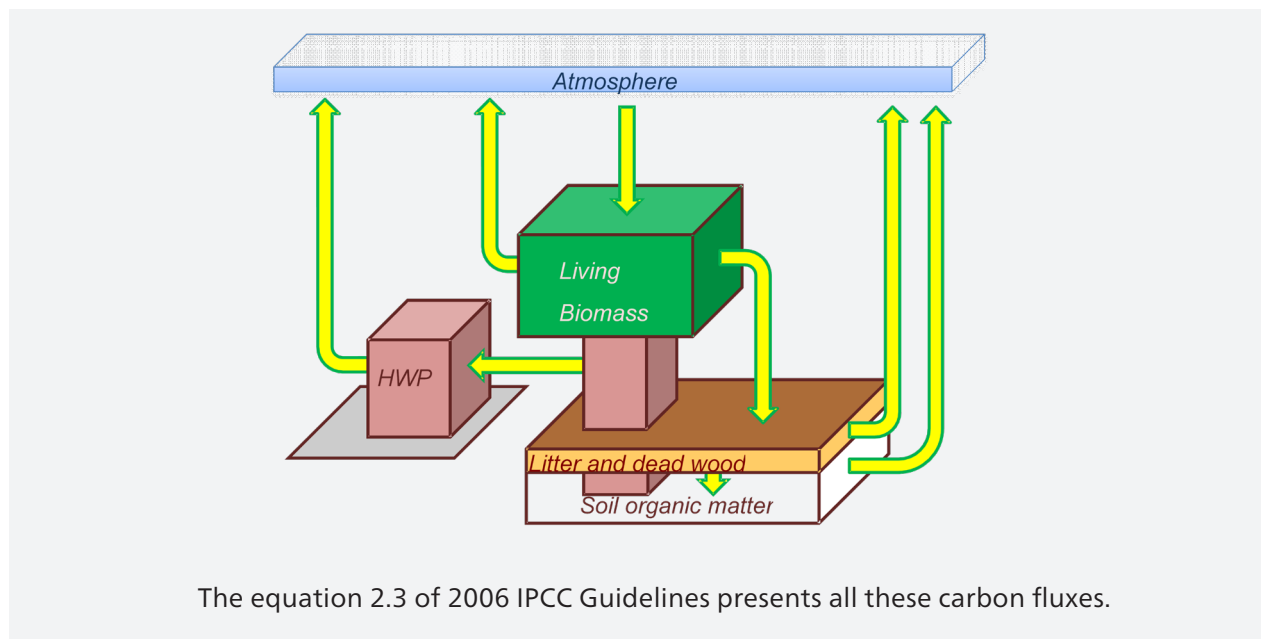 Atmosphere
Living
Biomass
HWP
Litter and dead wood
Soil organic matter
The equation 2.3 of 2006 IPCC Guidelines presents all these carbon fluxes.